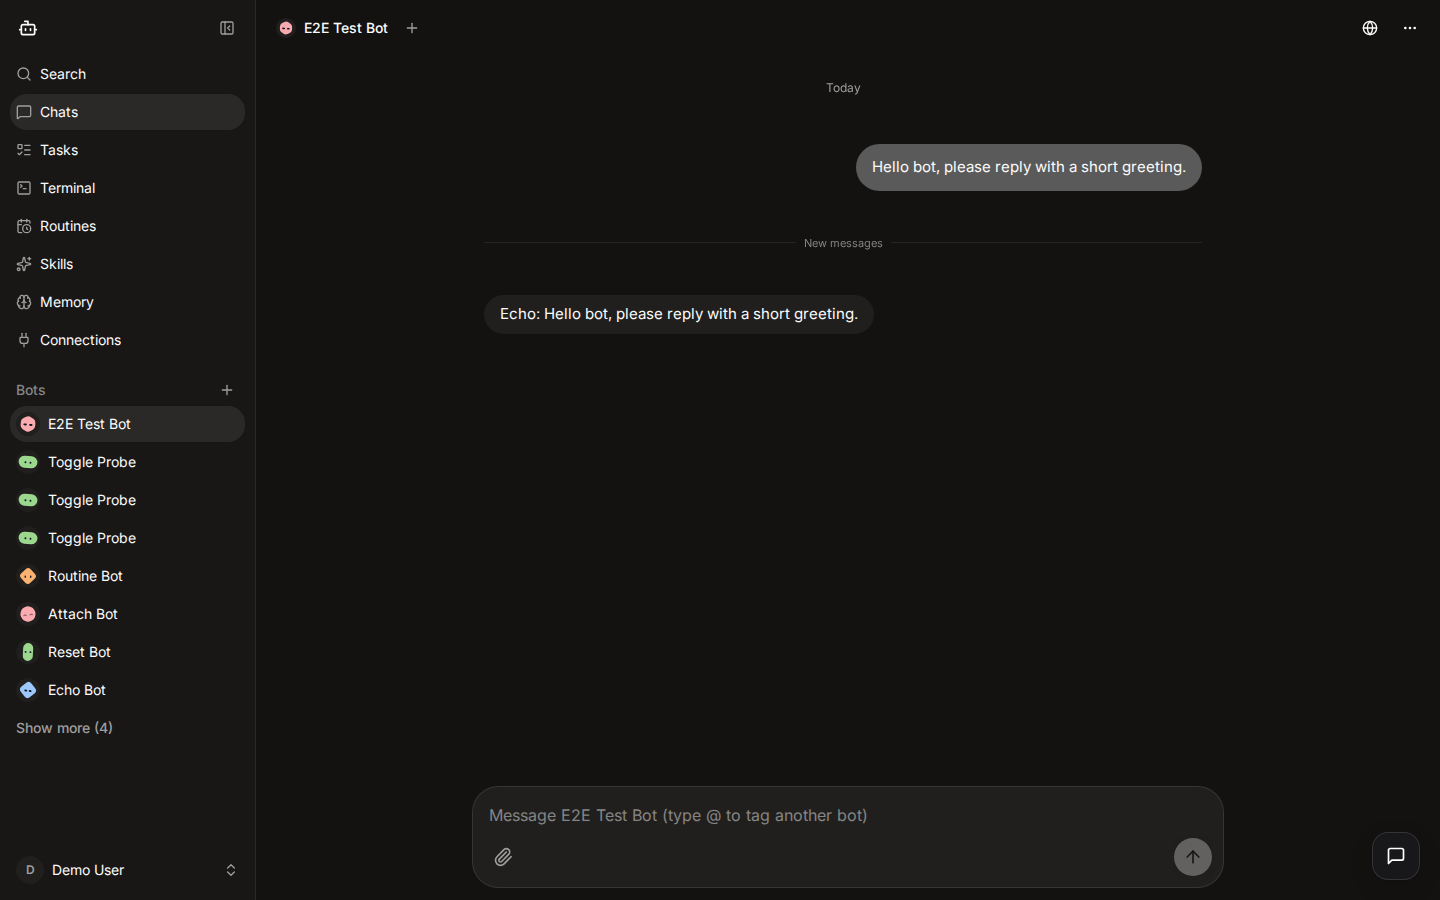 E2E Test Bot
Search
Chats
Tasks
Terminal
Routines
Skills
Memory
Connections
Bots
E2E Test Bot
Toggle Probe
Toggle Probe
Toggle Probe
Routine Bot
Attach Bot
Reset Bot
Echo Bot
Show more (4)
D Demo User
Today
Hello bot, please reply with a short greeting.
New messages
Echo: Hello bot, please reply with a short greeting.
Message E2E Test Bot (type @ to tag another bot)